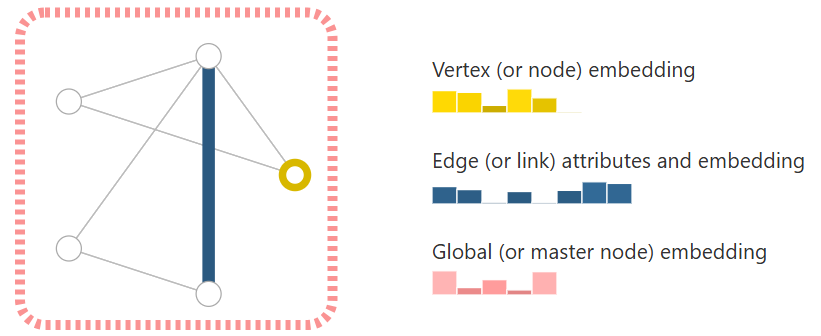 Vertex (or node) embedding
Edge (or link) attributes and embedding
Global (or master node) embedding